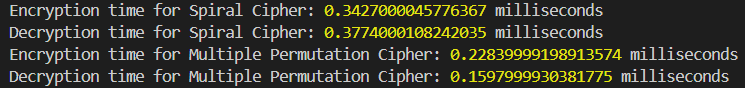 Encryption time for Spiral Cipher: 0.3427000045776367 milliseconds
Decryption time for Spiral Cipher: 0.3774000108242035 milliseconds
Encryption time for Multiple Permutation Cipher: 0.22839999198913574 milliseconds
Decryption time for Multiple Permutation Cipher: 0.1597999930381775 milliseconds